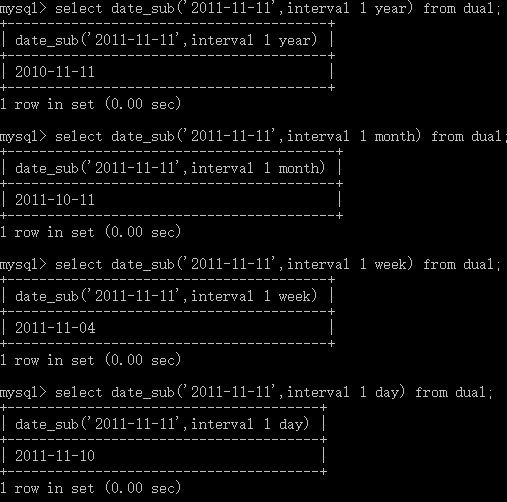 mysql> select date_sub('2011-11-11',interval 1 year) from dual;
+----------------------------------------+
| date_sub('2011-11-11',interval 1 year) |
+----------------------------------------+
| 2010-11-11                             |
+----------------------------------------+
1 row in set (0.00 sec)
mysql> select date_sub('2011-11-11',interval 1 month) from dual;
+-----------------------------------------+
| date_sub('2011-11-11',interval 1 month) |
+-----------------------------------------+
| 2011-10-11                              |
+-----------------------------------------+
1 row in set (0.00 sec)
mysql> select date_sub('2011-11-11',interval 1 week) from dual;
+----------------------------------------+
| date_sub('2011-11-11',interval 1 week) |
+----------------------------------------+
| 2011-11-04                             |
+----------------------------------------+
1 row in set (0.00 sec)
mysql> select date_sub('2011-11-11',interval 1 day) from dual;
+---------------------------------------+
| date_sub('2011-11-11',interval 1 day) |
+---------------------------------------+
| 2011-11-10                            |
+---------------------------------------+
1 row in set (0.00 sec)